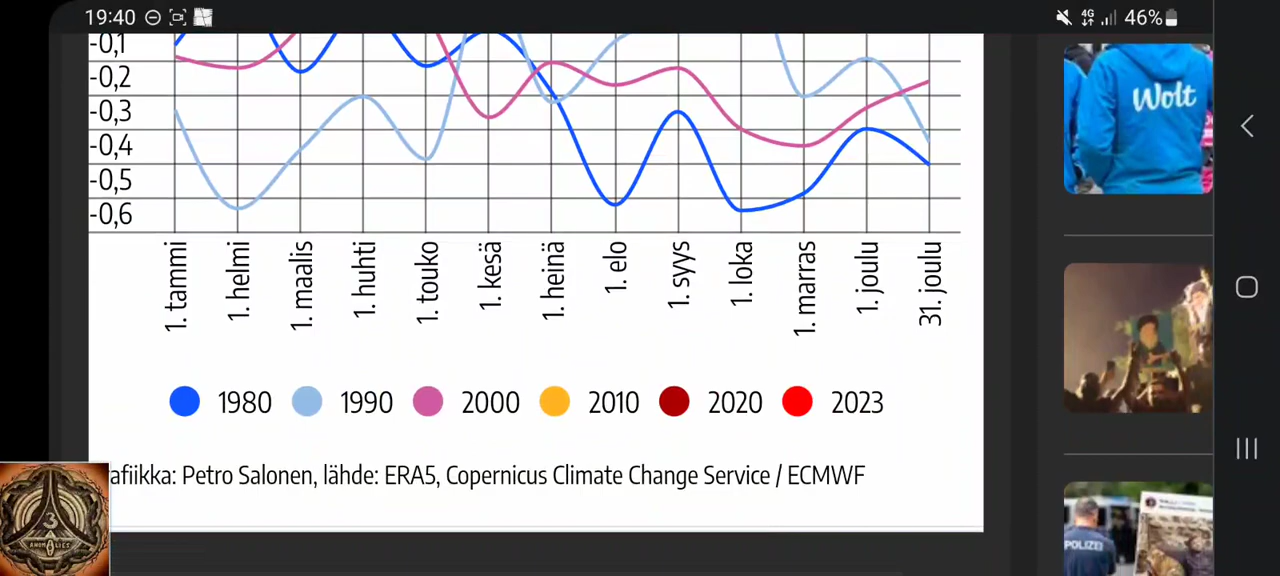 19:40
4G
46%
-0,1
-0,2
-0,3
-0,4
-0,5
-0,6
1. tammi
1. helmi
1. maalis
1. huhti
1. touko
1. kesä
1. heinä
1. elo
1. syys
1. loka
1. marras
1. joulu
31. joulu
1980
1990
2000
2010
2020
2023
afiikka: Petro Salonen, lähde: ERA5, Copernicus Climate Change Service / ECMWF
Wolt
POLIZEI
3
ANOMALIES